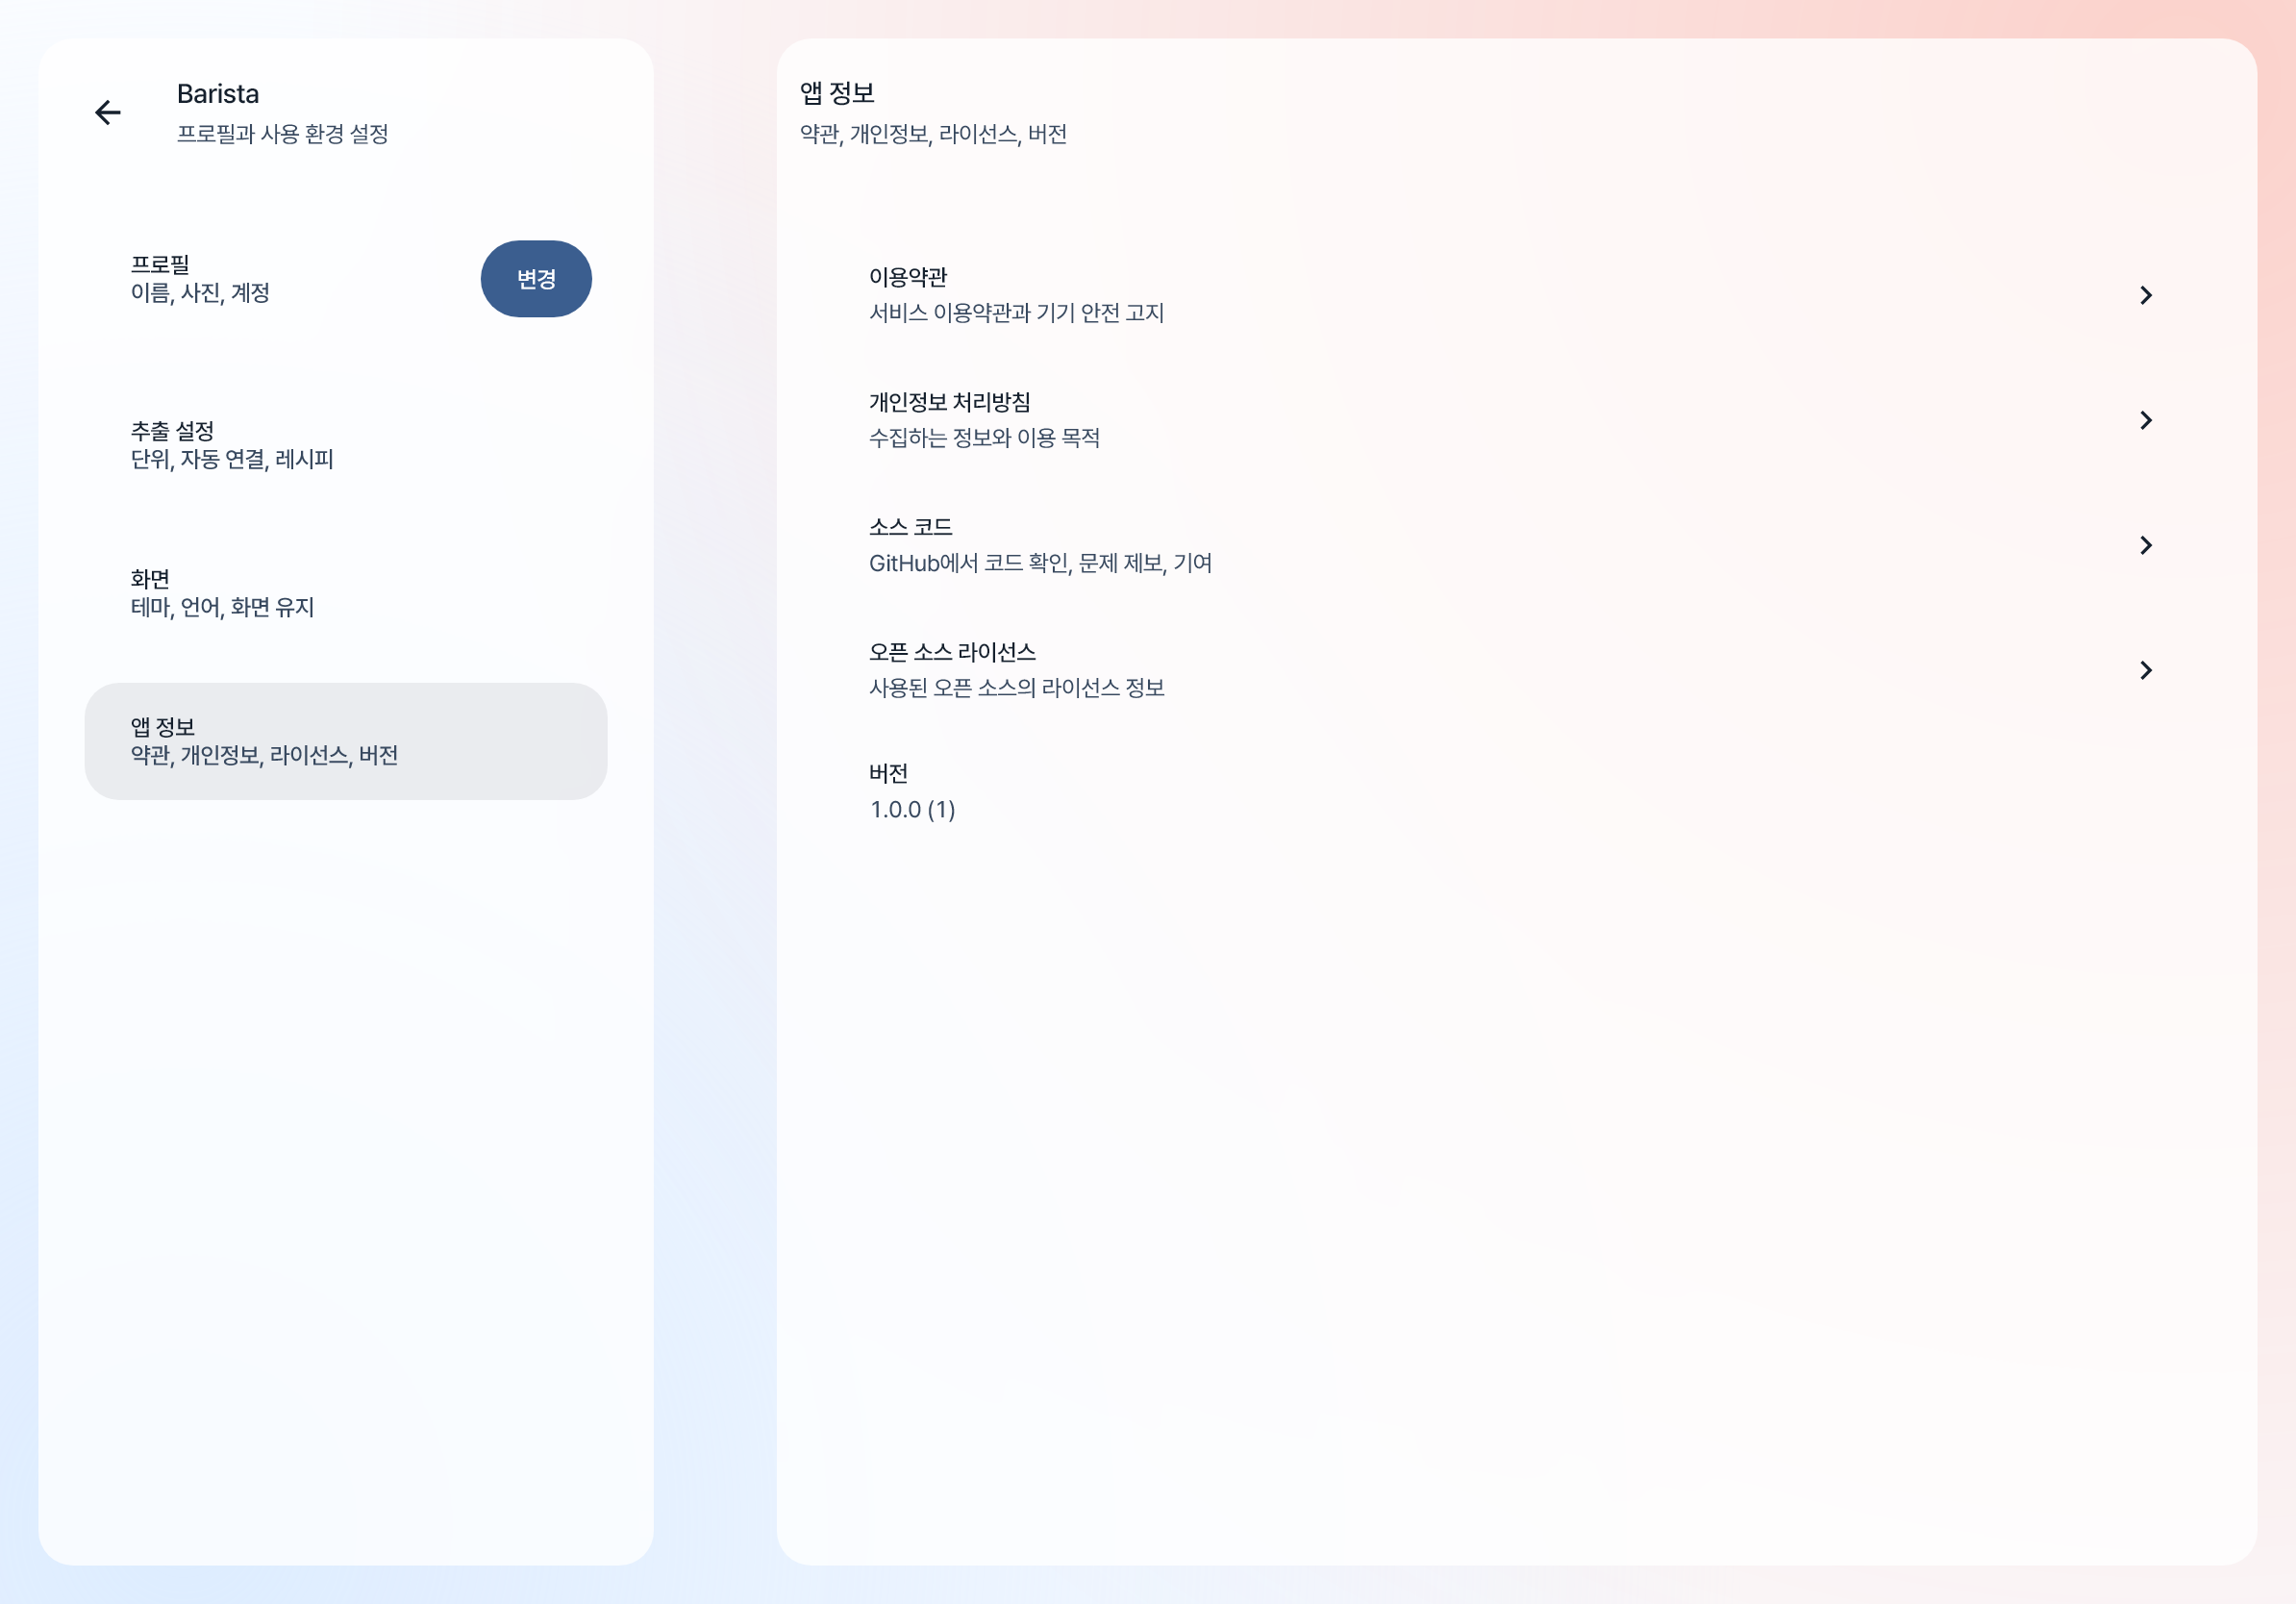 Barista
프로필과 사용 환경 설정
프로필
이름, 사진, 계정
변경
추출 설정
단위, 자동 연결, 레시피
화면
테마, 언어, 화면 유지
앱 정보
약관, 개인정보, 라이선스, 버전
앱 정보
약관, 개인정보, 라이선스, 버전
이용약관
서비스 이용약관과 기기 안전 고지
개인정보 처리방침
수집하는 정보와 이용 목적
소스 코드
GitHub에서 코드 확인, 문제 제보, 기여
오픈 소스 라이선스
사용된 오픈 소스의 라이선스 정보
버전
1.0.0 (1)